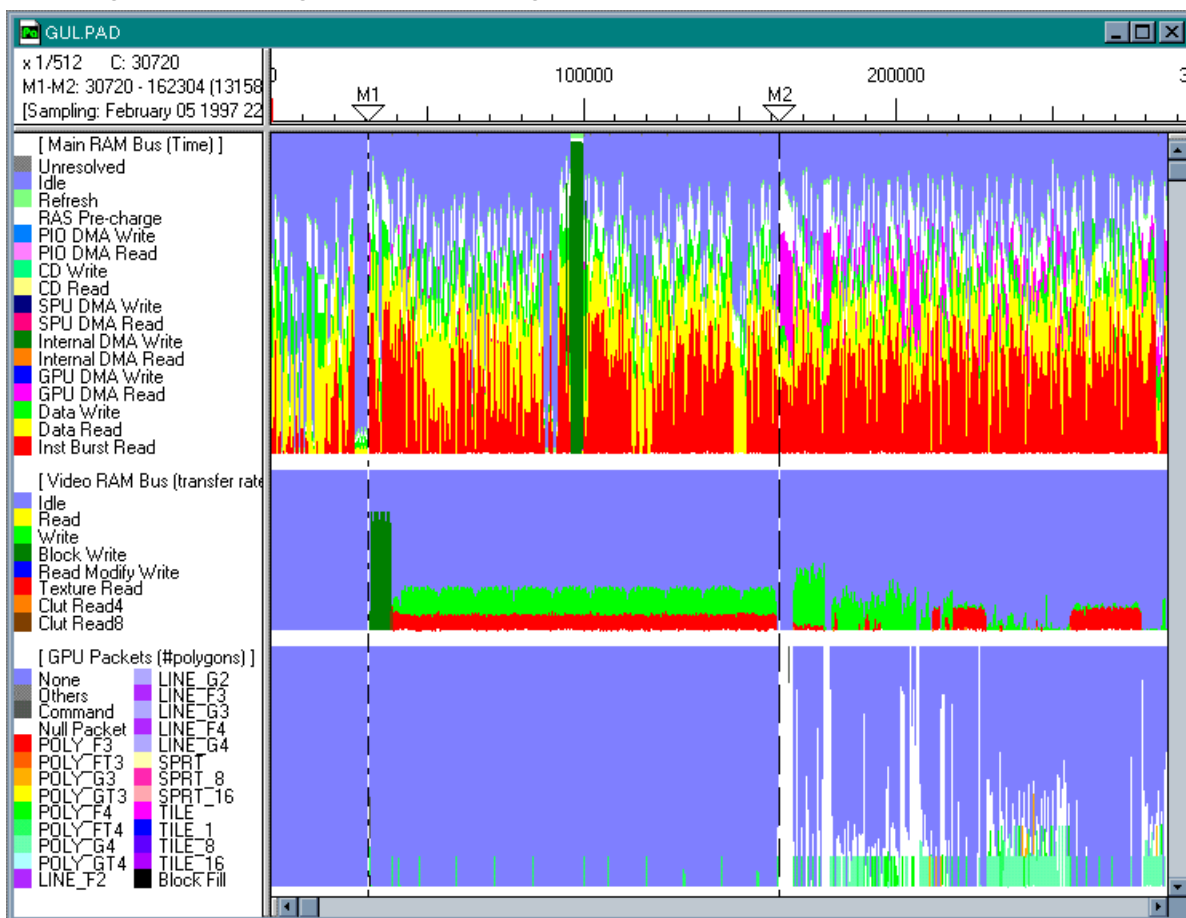 GUL.PAD
x 1/512 C: 30720
M1-M2: 30720 - 162304 (13158
[Sampling: February 05 1997 22
0 100000 200000 3
M1 M2
[ Main RAM Bus (Time) ]
Unresolved
Idle
Refresh
RAS Pre-charge
PIO DMA Write
PIO DMA Read
CD Write
CD Read
SPU DMA Write
SPU DMA Read
Internal DMA Write
Internal DMA Read
GPU DMA Write
GPU DMA Read
Data Write
Data Read
Inst Burst Read
[ Video RAM Bus (transfer rate
Idle
Read
Write
Block Write
Read Modify Write
Texture Read
Clut Read4
Clut Read8
[ GPU Packets (#polygons) ]
None LINE_G2
Others LINE_F3
Command LINE_G3
Null Packet LINE_F4
POLY_F3 LINE_G4
POLY_FT3 SPRT
POLY_G3 SPRT_8
POLY_GT3 SPRT_16
POLY_F4 TILE
POLY_FT4 TILE_1
POLY_G4 TILE_8
POLY_GT4 TILE_16
LINE_F2 Block Fill